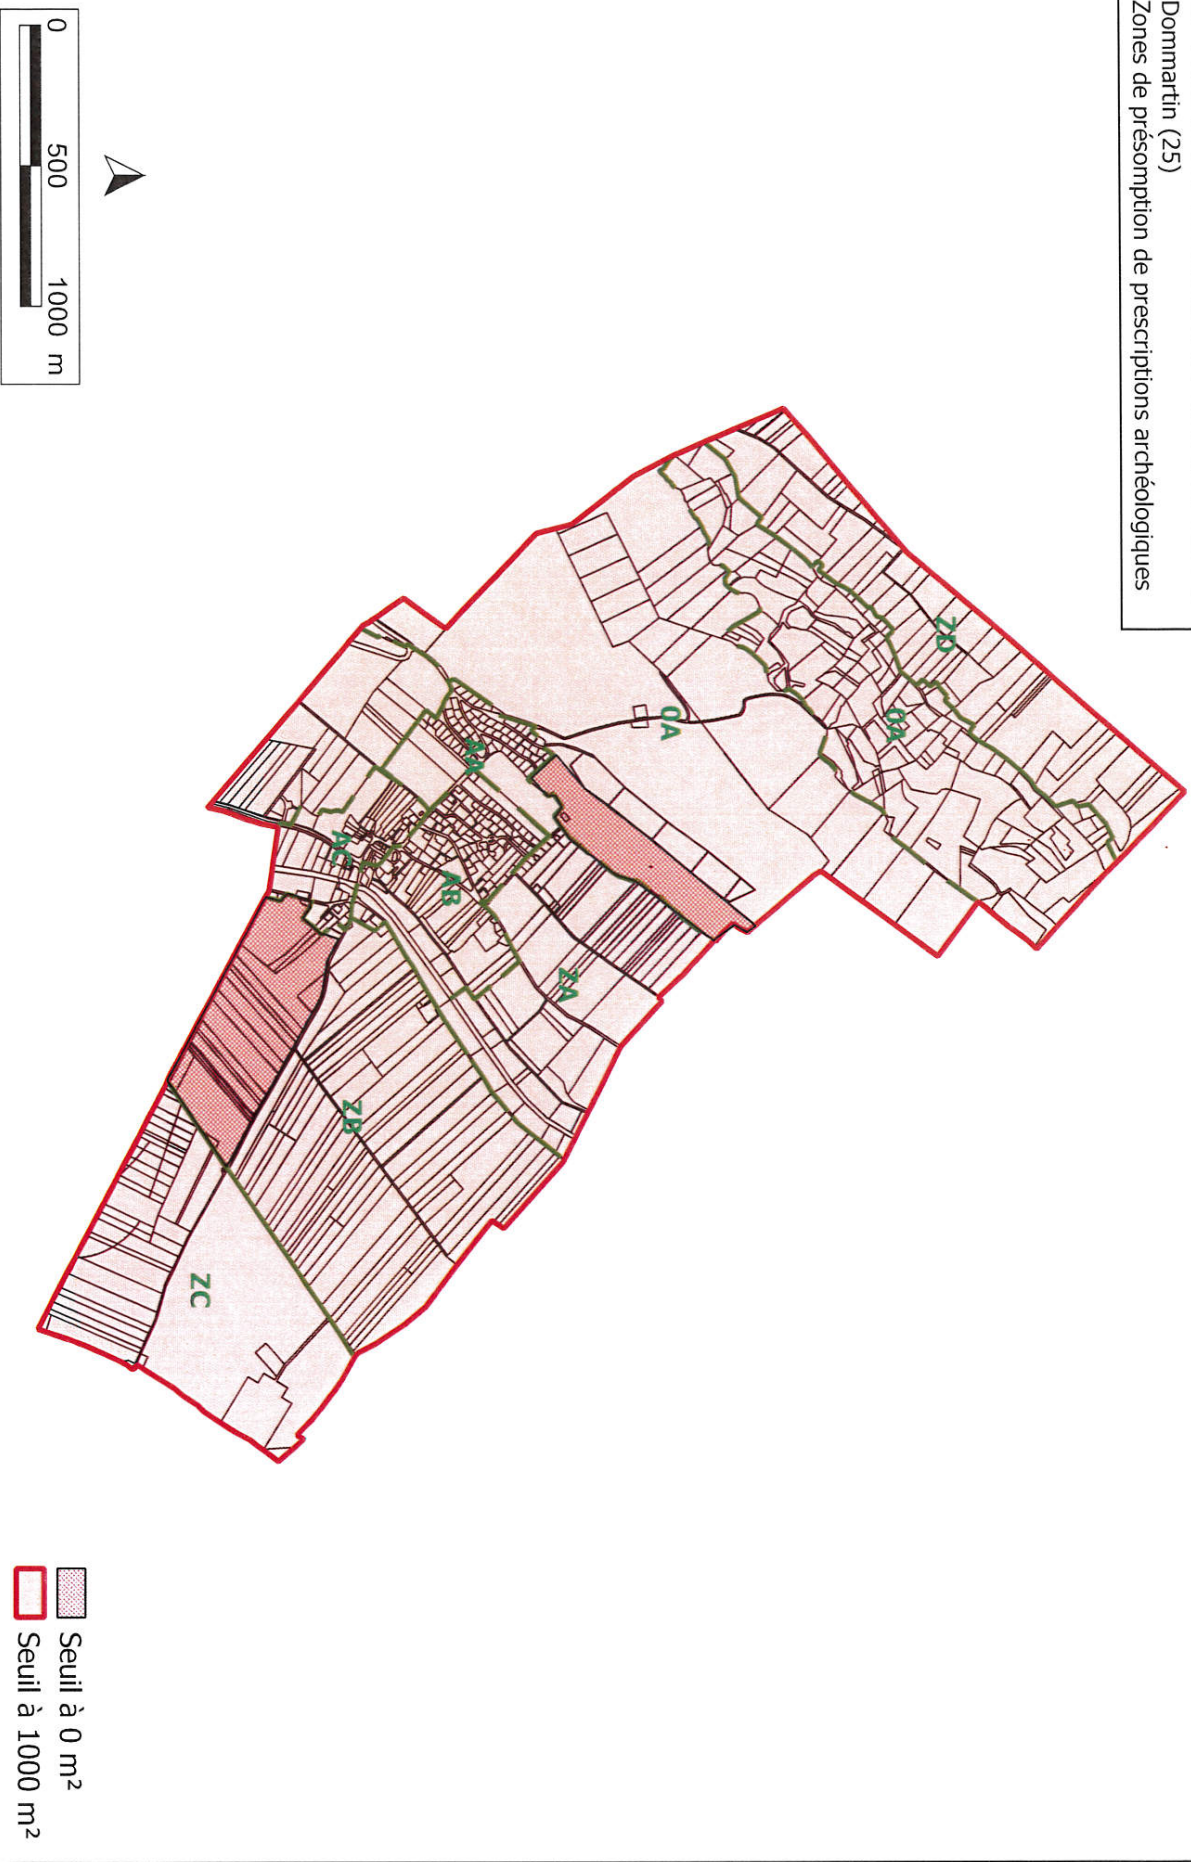 Dommartin (25)
Zones de présomption de prescriptions archéologiques
ZD
0A
0A
AA
AB
AC
ZA
ZB
ZC
0 500 1000 m
Seuil à 0 m²
Seuil à 1000 m²